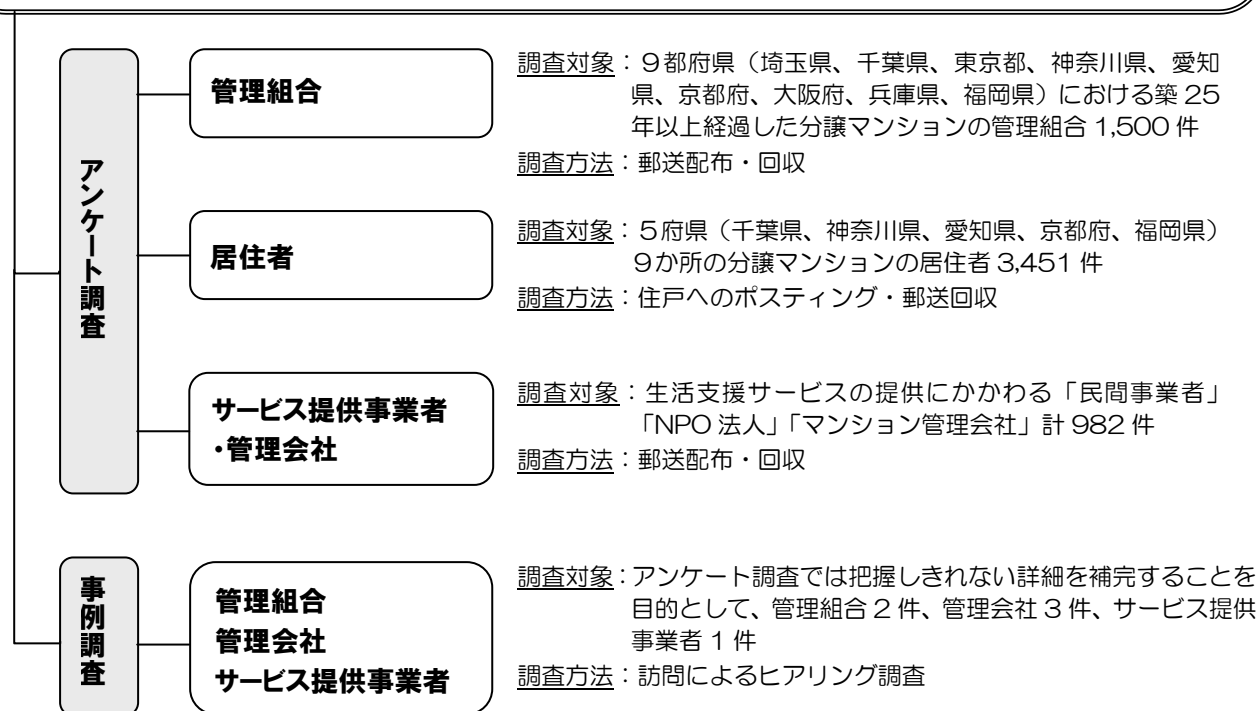 アンケート調査
管理組合
調査対象：９都府県（埼玉県、千葉県、東京都、神奈川県、愛知
県、京都府、大阪府、兵庫県、福岡県）における築 25
年以上経過した分譲マンションの管理組合 1,500 件
調査方法：郵送配布・回収
居住者
調査対象：５府県（千葉県、神奈川県、愛知県、京都府、福岡県）
９か所の分譲マンションの居住者 3,451 件
調査方法：住戸へのポスティング・郵送回収
サービス提供事業者
・管理会社
調査対象：生活支援サービスの提供にかかわる「民間事業者」
「NPO 法人」「マンション管理会社」計 982 件
調査方法：郵送配布・回収
事例調査
管理組合
管理会社
サービス提供事業者
調査対象：アンケート調査では把握しきれない詳細を補完することを
目的として、管理組合 2 件、管理会社 3 件、サービス提供
事業者 1 件
調査方法：訪問によるヒアリング調査